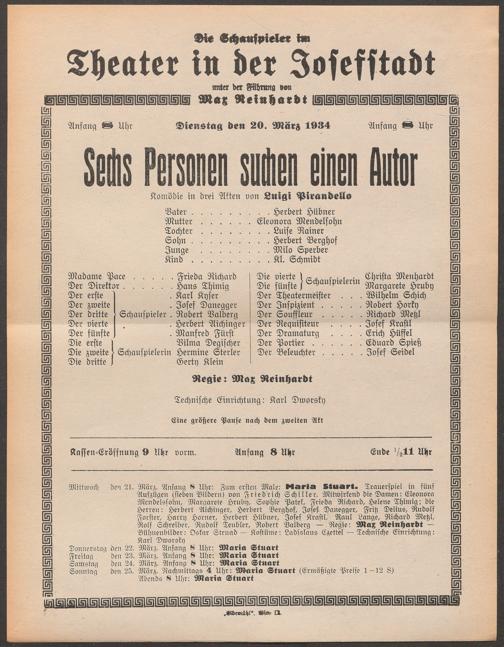 Die Schauspieler im
Theater in der Josefstadt
unter der Führung von
Max Reinhardt
Anfang 8 Uhr Dienstag den 20. März 1934 Anfang 8 Uhr
Sechs Personen suchen einen Autor
Komödie in drei Akten von Luigi Pirandello
Vater . . . . . . . . . . Herbert Hübner
Mutter . . . . . . . . Eleonora Mendelssohn
Tochter . . . . . . . . . Luise Rainer
Sohn . . . . . . . . . . Herbert Berghof
Junge . . . . . . . . . Milo Sperber
Kind . . . . . . . . . . Kl. Schmidt
Madame Pace . . . . . Frieda Richard
Der Direktor . . . . . . Hans Thimig
Der erste Karl Kyser
Der zweite Josef Danegger
Der dritte Schauspieler . Robert Balberg
Der vierte Herbert Aichinger
Der fünfte Manfred Fürst
Die erste Vilma Degischer
Die zweite Schauspielerin Hermine Sterler
Die dritte Gerty Klein
Die vierte Schauspielerin Christa Menhardt
Die fünfte Margarete Hruby
Der Theatermeister . . Wilhelm Schich
Der Inspizient . . . . Robert Horky
Der Souffleur . . . . . Richard Metzl
Der Requisiteur . . . Josef Krastl
Der Dramaturg . . . . Erich Hüffel
Der Portier . . . . . Eduard Spieß
Der Beleuchter . . . . Josef Seidel
Regie: Max Reinhardt
Technische Einrichtung: Karl Dworsky
Eine größere Pause nach dem zweiten Akt
Kassen-Eröffnung 9 Uhr vorm. Anfang 8 Uhr Ende 1/2 11 Uhr
Mittwoch den 21. März, Anfang 8 Uhr: Zum ersten Male: Maria Stuart. Trauerspiel in fünf
Aufzügen (sieben Bildern) von Friedrich Schiller. Mitwirkend die Damen: Eleonora
Mendelssohn, Margarete Hruby, Sophie Patek, Frieda Richard, Helene Thimig; die
Herren: Herbert Aichinger, Herbert Berghof, Josef Danegger, Fritz Delius, Rudolf
Forster, Harry Horner, Herbert Hübner, Josef Krastl, Raul Lange, Richard Metzl,
Rolf Schreiber, Rudolf Teubler, Robert Balberg — Regie: Max Reinhardt —
Bühnenbilder: Oskar Strnad — Kostüme: Ladislaus Czettel — Technische Einrichtung:
Karl Dworsky
Donnerstag den 22. März, Anfang 8 Uhr: Maria Stuart
Freitag den 23. März, Anfang 8 Uhr: Maria Stuart
Samstag den 24. März, Anfang 8 Uhr: Maria Stuart
Sonntag den 25. März, Nachmittags 4 Uhr: Maria Stuart (Ermäßigte Preise 1–12 S)
Abends 8 Uhr: Maria Stuart